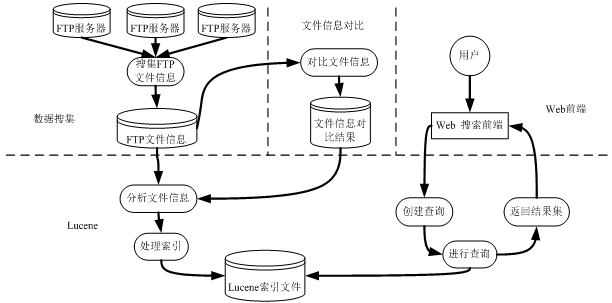 FTP服务器
FTP服务器
FTP服务器
文件信息对比
搜集FTP
文件信息
对比文件信息
用户
数据搜集
FTP文件信息
文件信息对
比结果
Web 搜索前端
Web前端
分析文件信息
创建查询
返回结果集
Lucene
处理索引
进行查询
Lucene索引文件